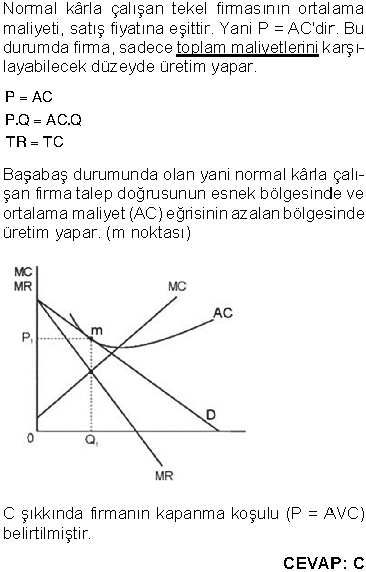 Normal kârla çalışan tekel firmasının ortalama
maliyeti, satış fiyatına eşittir. Yani P = AC'dir. Bu
durumda firma, sadece toplam maliyetlerini karşı-
layabilecek düzeyde üretim yapar.
P = AC
P.Q = AC.Q
TR = TC
Başabaş durumunda olan yani normal kârla çalı-
şan firma talep doğrusunun esnek bölgesinde ve
ortalama maliyet (AC) eğrisinin azalan bölgesinde
üretim yapar. (m noktası)
MC
MR
MC
AC
m
P₁
D
0
Q₁
MR
C şıkkında firmanın kapanma koşulu (P = AVC)
belirtilmiştir.
CEVAP: C